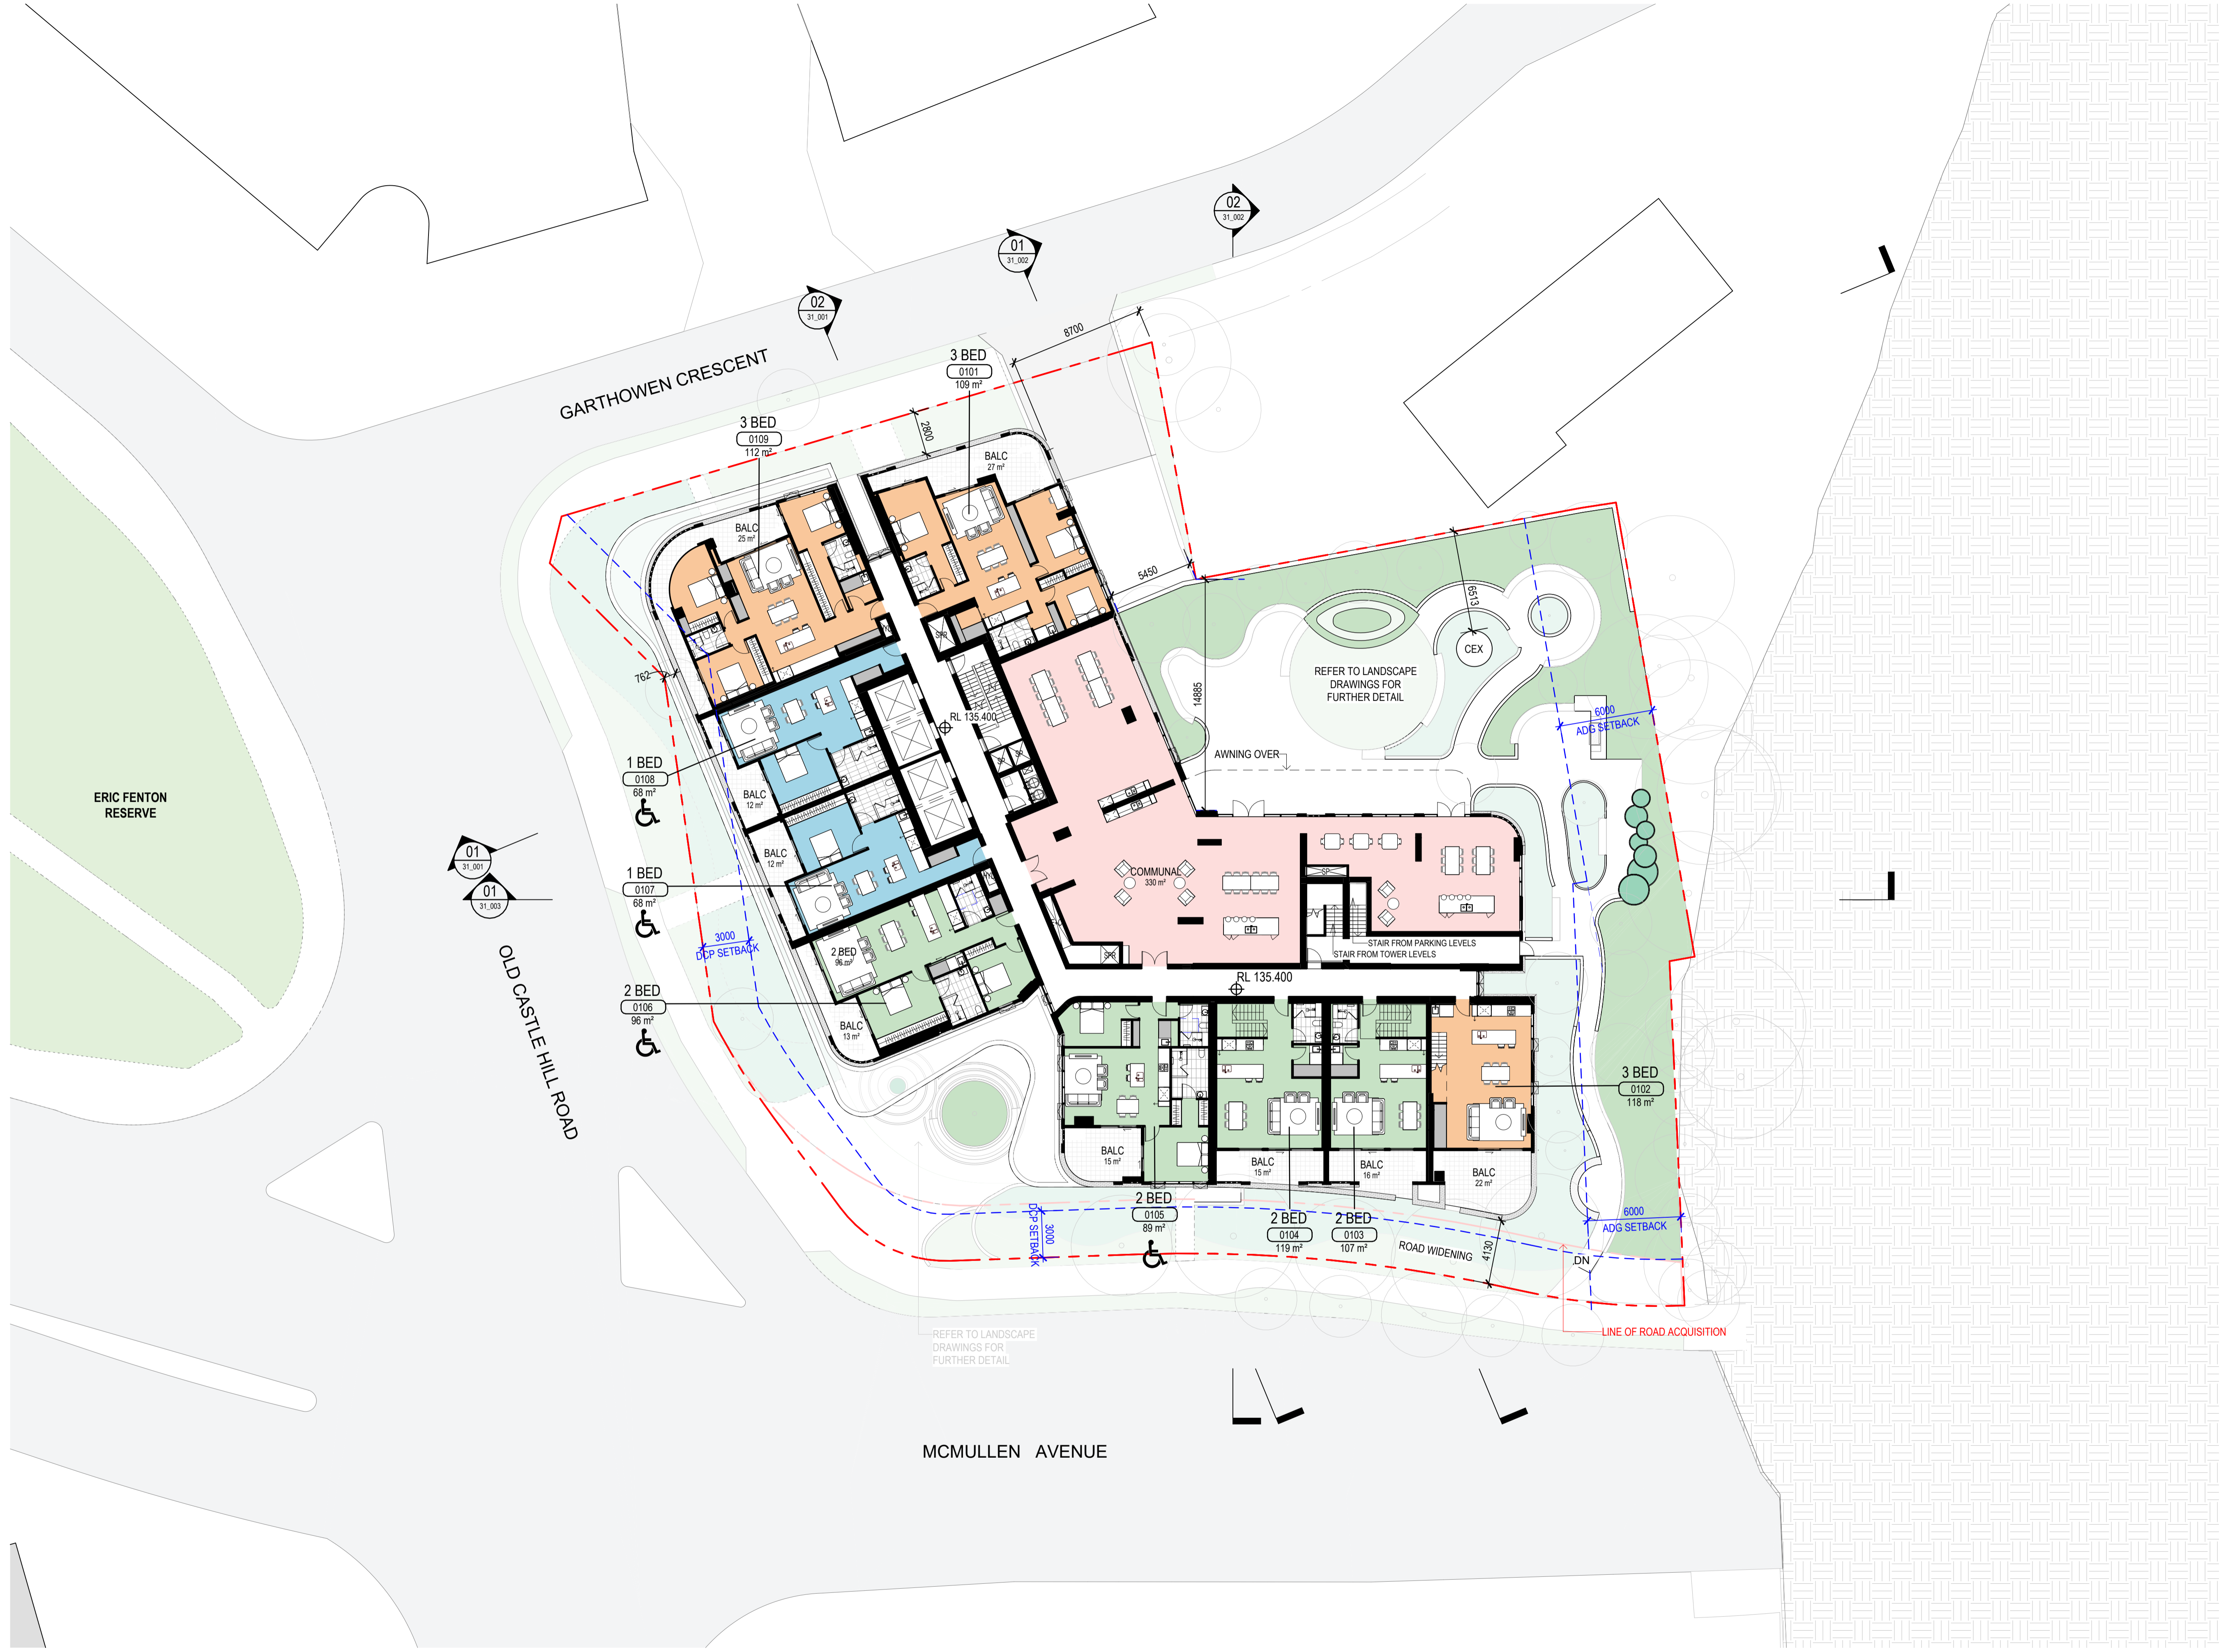 02
31_002
01
31_002
02
31_001
8700
GARTHOWEN CRESCENT
3 BED
0101
109 m²
3 BED
0109
112 m²
2800
BALC
27 m²
BALC
25 m²
5450
6513
CEX
REFER TO LANDSCAPE
DRAWINGS FOR
FURTHER DETAIL
SPR
762
14885
6000
ADG SETBACK
RL 135.400
AWNING OVER
1 BED
0108
68 m²
BALC
12 m²
ERIC FENTON
RESERVE
01
31_001
01
31_003
BALC
12 m²
1 BED
0107
68 m²
COMMUNAL
330 m²
SP
3000
DCP SETBACK
2 BED
96 m²
STAIR FROM PARKING LEVELS
STAIR FROM TOWER LEVELS
SPR
RL 135.400
OLD CASTLE HILL ROAD
2 BED
0106
96 m²
BALC
13 m²
3 BED
0102
118 m²
BALC
15 m²
BALC
15 m²
BALC
16 m²
BALC
22 m²
2 BED
0105
89 m²
2 BED
0104
119 m²
2 BED
0103
107 m²
3000
DCP SETBACK
ROAD WIDENING
4130
6000
ADG SETBACK
DN
REFER TO LANDSCAPE
DRAWINGS FOR
FURTHER DETAIL
LINE OF ROAD ACQUISITION
MCMULLEN AVENUE